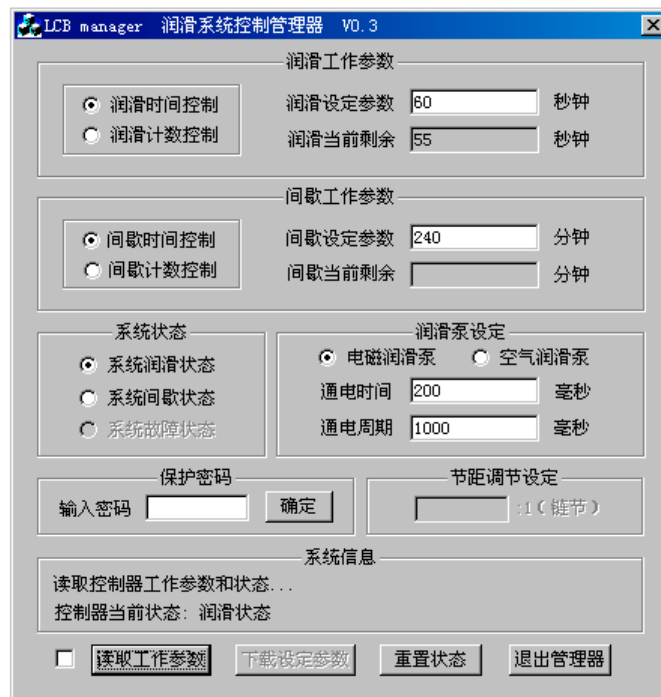 LCB manager 润滑系统控制管理器 V0.3
润滑工作参数
润滑时间控制 润滑设定参数 60 秒钟
润滑计数控制 润滑当前剩余 55 秒钟
间歇工作参数
间歇时间控制 间歇设定参数 240 分钟
间歇计数控制 间歇当前剩余 分钟
系统状态 润滑泵设定
系统润滑状态 电磁润滑泵 空气润滑泵
系统间歇状态 通电时间 200 毫秒
系统故障状态 通电周期 1000 毫秒
保护密码 节距调节设定
输入密码 确定 :1(链节)
系统信息
读取控制器工作参数和状态...
控制器当前状态: 润滑状态
读取工作参数 下载设定参数 重置状态 退出管理器